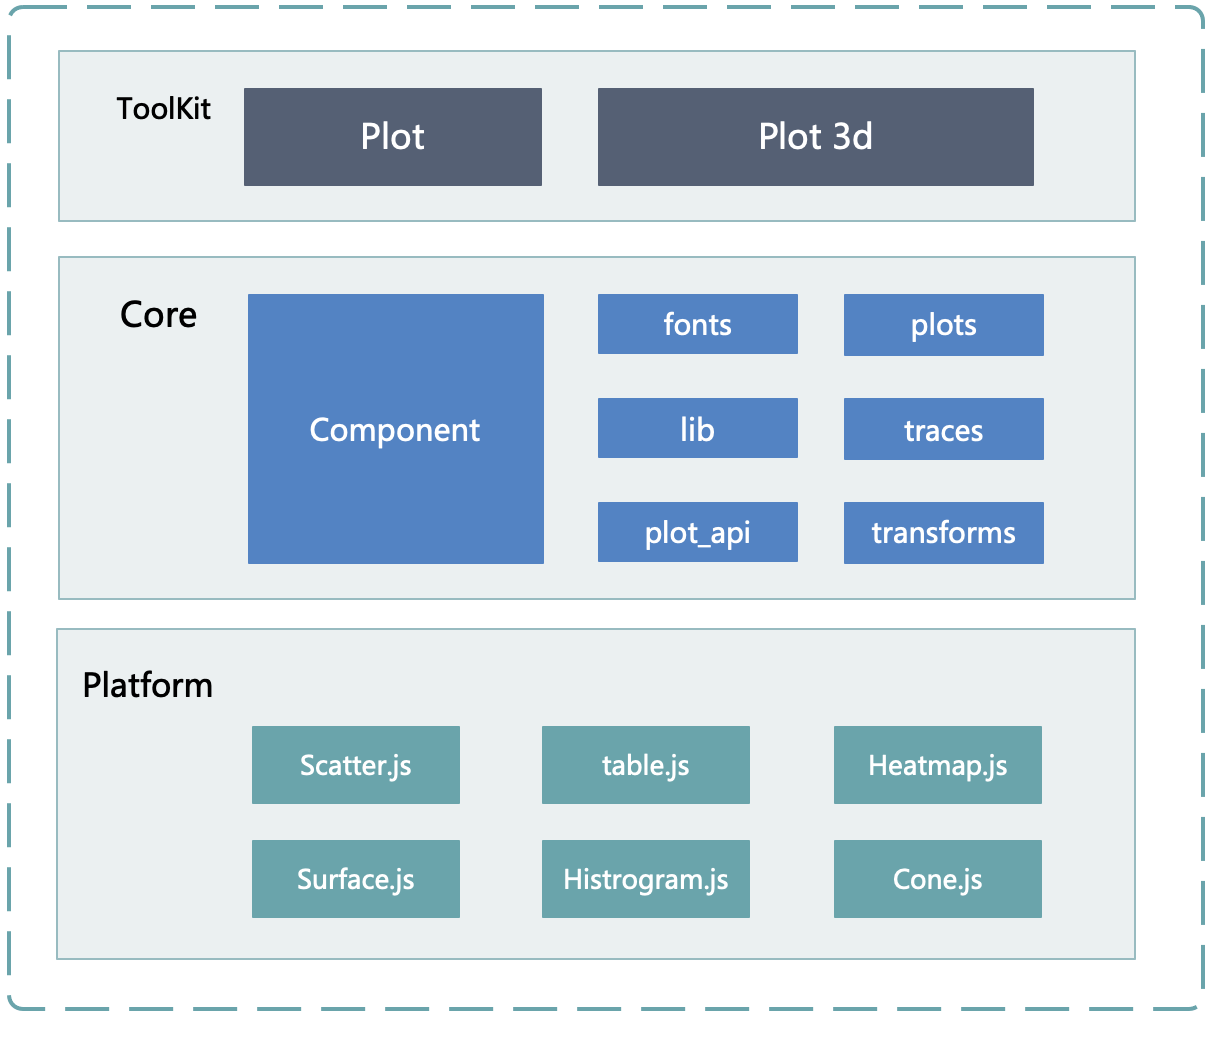 ToolKit
Plot
Plot 3d
Core
Component
fonts
plots
lib
traces
plot_api
transforms
Platform
Scatter.js
table.js
Heatmap.js
Surface.js
Histrogram.js
Cone.js